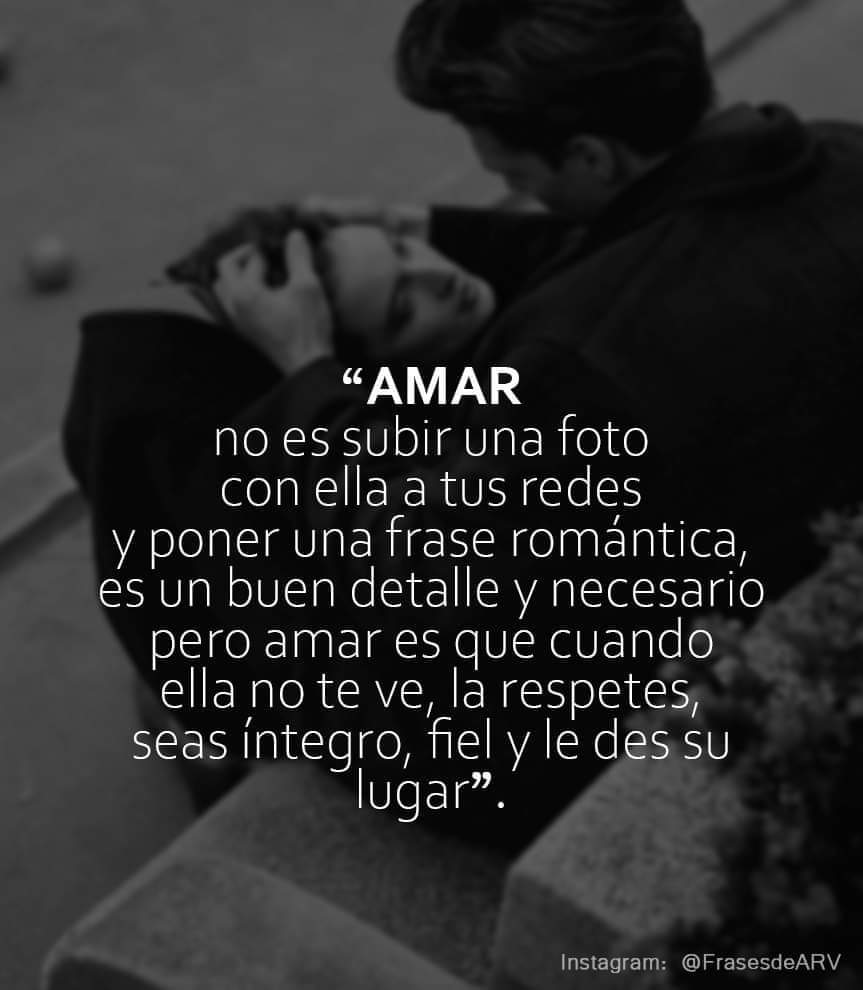 “AMAR
no es subir una foto
con ella a tus redes
y poner una frase romántica,
es un buen detalle y necesario
pero amar es que cuando
ella no te ve, la respetes,
seas íntegro, fiel y le des su
lugar”.
Instagram: @FrasesdeARV